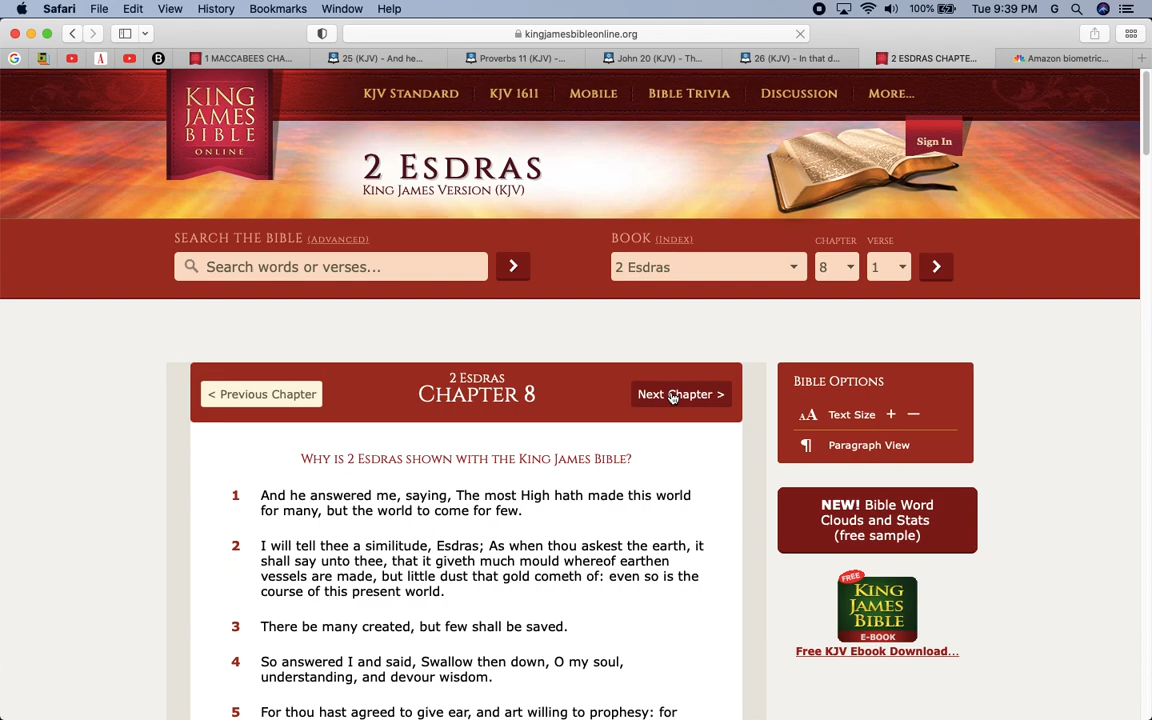 Safari File Edit View History Bookmarks Window Help 100% Tue 9:39 PM G
kingjamesbibleonline.org
1 MACCABEES CHA... 25 (KJV) - And he... Proverbs 11 (KJV) -... John 20 (KJV) - Th... 26 (KJV) - In that d... 2 ESDRAS CHAPTE... Amazon biometric...
KING JAMES BIBLE ONLINE
KJV STANDARD KJV 1611 MOBILE BIBLE TRIVIA DISCUSSION MORE...
Sign In
2 ESDRAS
KING JAMES VERSION (KJV)
SEARCH THE BIBLE (ADVANCED) BOOK (INDEX) CHAPTER VERSE
Search words or verses... 2 Esdras 8 1
2 ESDRAS
< Previous Chapter CHAPTER 8 Next Chapter >
WHY IS 2 ESDRAS SHOWN WITH THE KING JAMES BIBLE?
1 And he answered me, saying, The most High hath made this world
for many, but the world to come for few.
2 I will tell thee a similitude, Esdras; As when thou askest the earth, it
shall say unto thee, that it giveth much mould whereof earthen
vessels are made, but little dust that gold cometh of: even so is the
course of this present world.
3 There be many created, but few shall be saved.
4 So answered I and said, Swallow then down, O my soul,
understanding, and devour wisdom.
5 For thou hast agreed to give ear, and art willing to prophesy: for
BIBLE OPTIONS
AA Text Size + −
¶ Paragraph View
NEW! Bible Word
Clouds and Stats
(free sample)
FREE
KING
JAMES
BIBLE
E-BOOK
Free KJV Ebook Download...